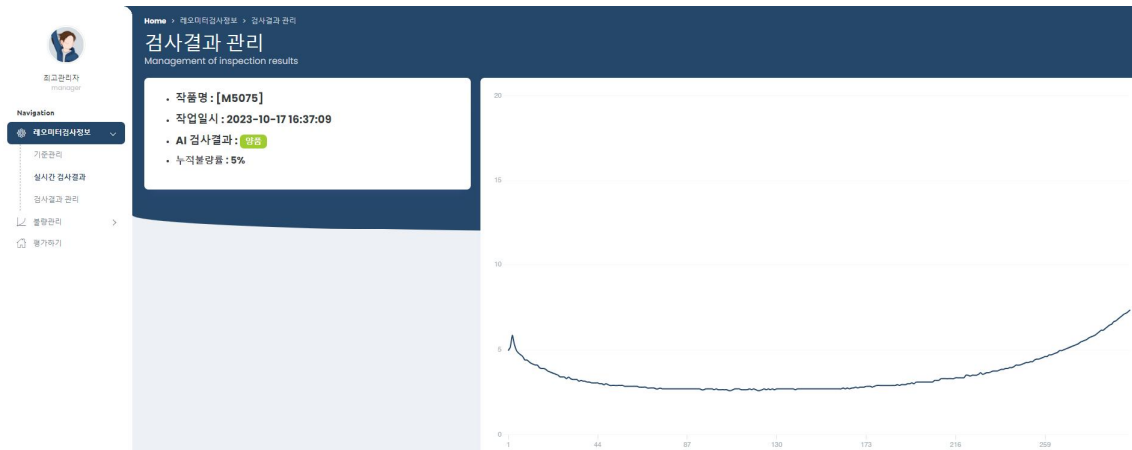 Home > 레오미터검사정보 > 검사결과 관리
검사결과 관리
Management of inspection results
최고관리자
manager
Navigation
레오미터검사정보
기준관리
실시간 검사결과
검사결과 관리
불량관리
평가하기
• 작품명 : [M5075]
• 작업일시 : 2023-10-17 16:37:09
• AI 검사결과 : 양품
• 누적불량률 : 5%
20
15
10
5
0
1 44 87 130 173 216 259